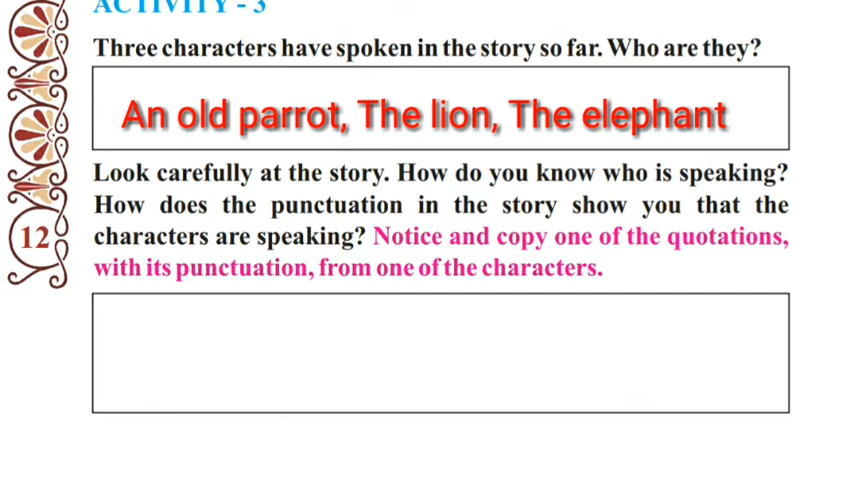 ACTIVITY - 3
Three characters have spoken in the story so far. Who are they?
An old parrot, The lion, The elephant
Look carefully at the story. How do you know who is speaking?
How does the punctuation in the story show you that the
characters are speaking? Notice and copy one of the quotations,
with its punctuation, from one of the characters.
12